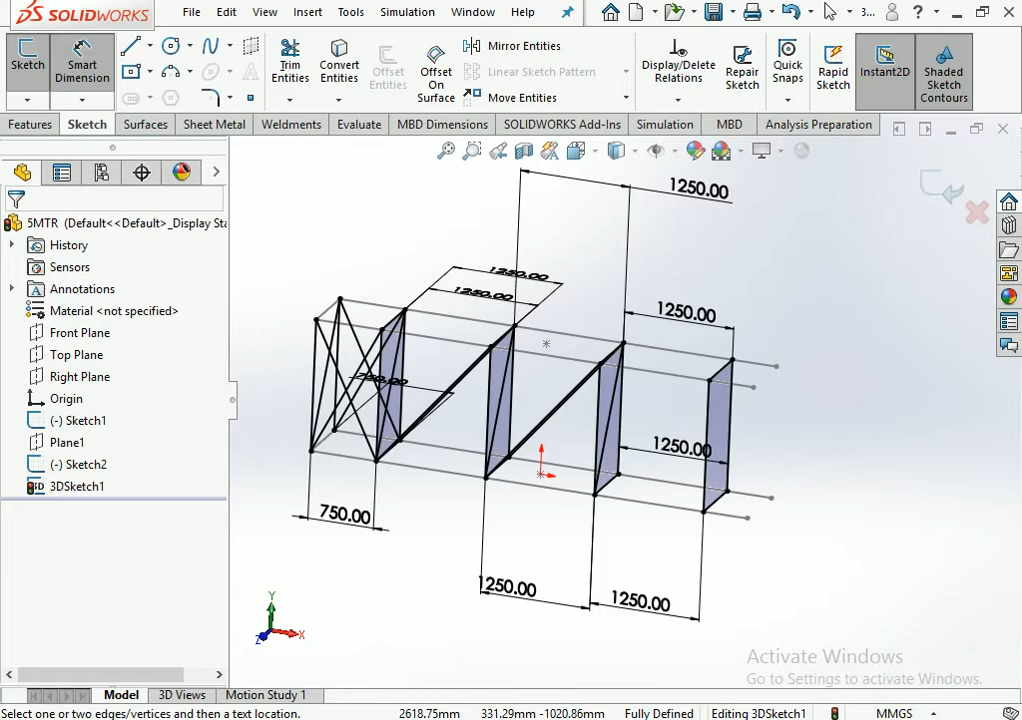 SOLIDWORKS
File Edit View Insert Tools Simulation Window Help 3... ?
Sketch Smart Dimension Trim Entities Convert Entities Offset Entities Offset On Surface Mirror Entities Linear Sketch Pattern Move Entities Display/Delete Relations Repair Sketch Quick Snaps Rapid Sketch Instant2D Shaded Sketch Contours
Features Sketch Surfaces Sheet Metal Weldments Evaluate MBD Dimensions SOLIDWORKS Add-Ins Simulation MBD Analysis Preparation
5MTR (Default<<Default>_Display Sta
History
Sensors
Annotations
Material <not specified>
Front Plane
Top Plane
Right Plane
Origin
(-) Sketch1
Plane1
(-) Sketch2
3D 3DSketch1
1250.00
1250.00
1250.00
1250.00
750.00
1250.00
750.00
1250.00
1250.00
Y
X
Z
Activate Windows
Go to Settings to activate Windows.
Model 3D Views Motion Study 1
Select one or two edges/vertices and then a text location. 2618.75mm 331.29mm -1020.86mm Fully Defined Editing 3DSketch1 MMGS